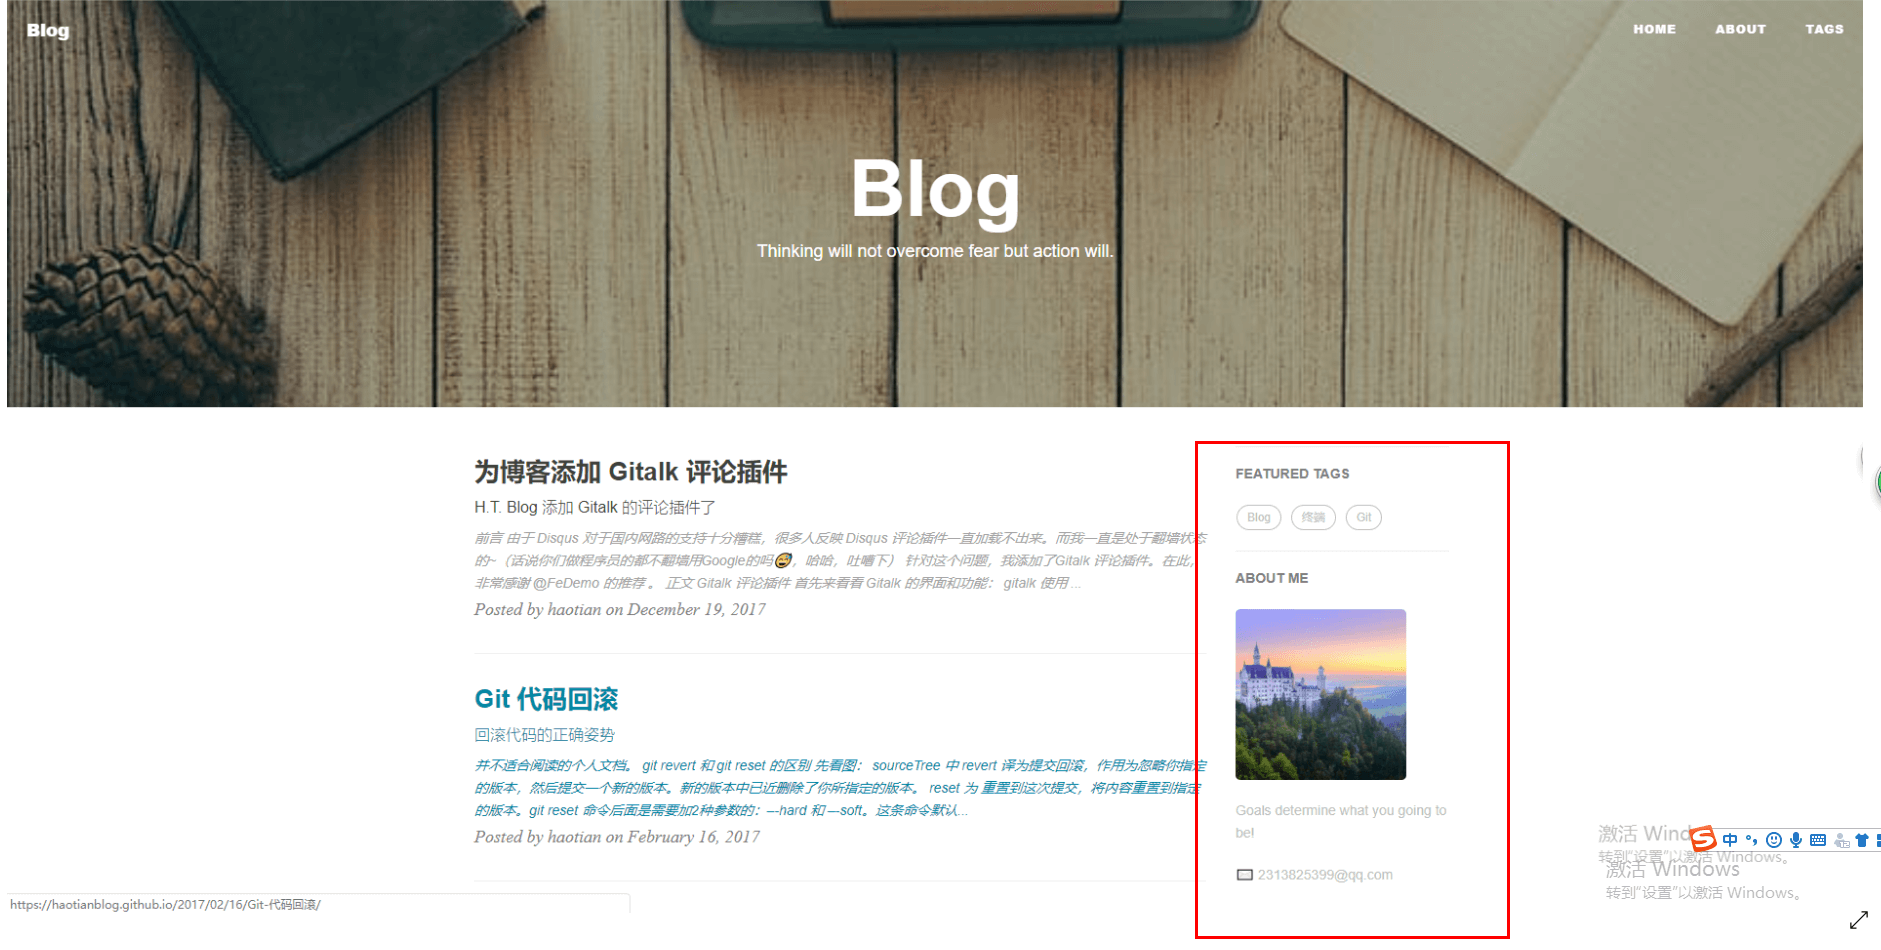 Blog
HOME ABOUT TAGS
Blog
Thinking will not overcome fear but action will.
为博客添加 Gitalk 评论插件
H.T. Blog 添加 Gitalk 的评论插件了
前言 由于 Disqus 对于国内网路的支持十分糟糕，很多人反映 Disqus 评论插件一直加载不出来。而我一直是处于翻墙状态
的~（话说你们做程序员的都不翻墙用Google的吗😅，哈哈，吐嘈下） 针对这个问题，我添加了Gitalk 评论插件。在此，
非常感谢 @FeDemo 的推荐 。 正文 Gitalk 评论插件 首先来看看 Gitalk 的界面和功能： gitalk 使用 ...
Posted by haotian on December 19, 2017
Git 代码回滚
回滚代码的正确姿势
并不适合阅读的个人文档。 git revert 和 git reset 的区别 先看图： sourceTree 中 revert 译为提交回滚，作用为忽略你指定
的版本，然后提交一个新的版本。新的版本中已近删除了你所指定的版本。 reset 为 重置到这次提交，将内容重置到指定
的版本。git reset 命令后面是需要加2种参数的：—-hard 和 —-soft。这条命令默认...
Posted by haotian on February 16, 2017
FEATURED TAGS
Blog 终端 Git
ABOUT ME
Goals determine what you going to
be!
2313825399@qq.com
激活 Wind
中
转到“设置”以激活 Windows。
激活 Windows
转到“设置”以激活 Windows。
https://haotianblog.github.io/2017/02/16/Git-代码回滚/